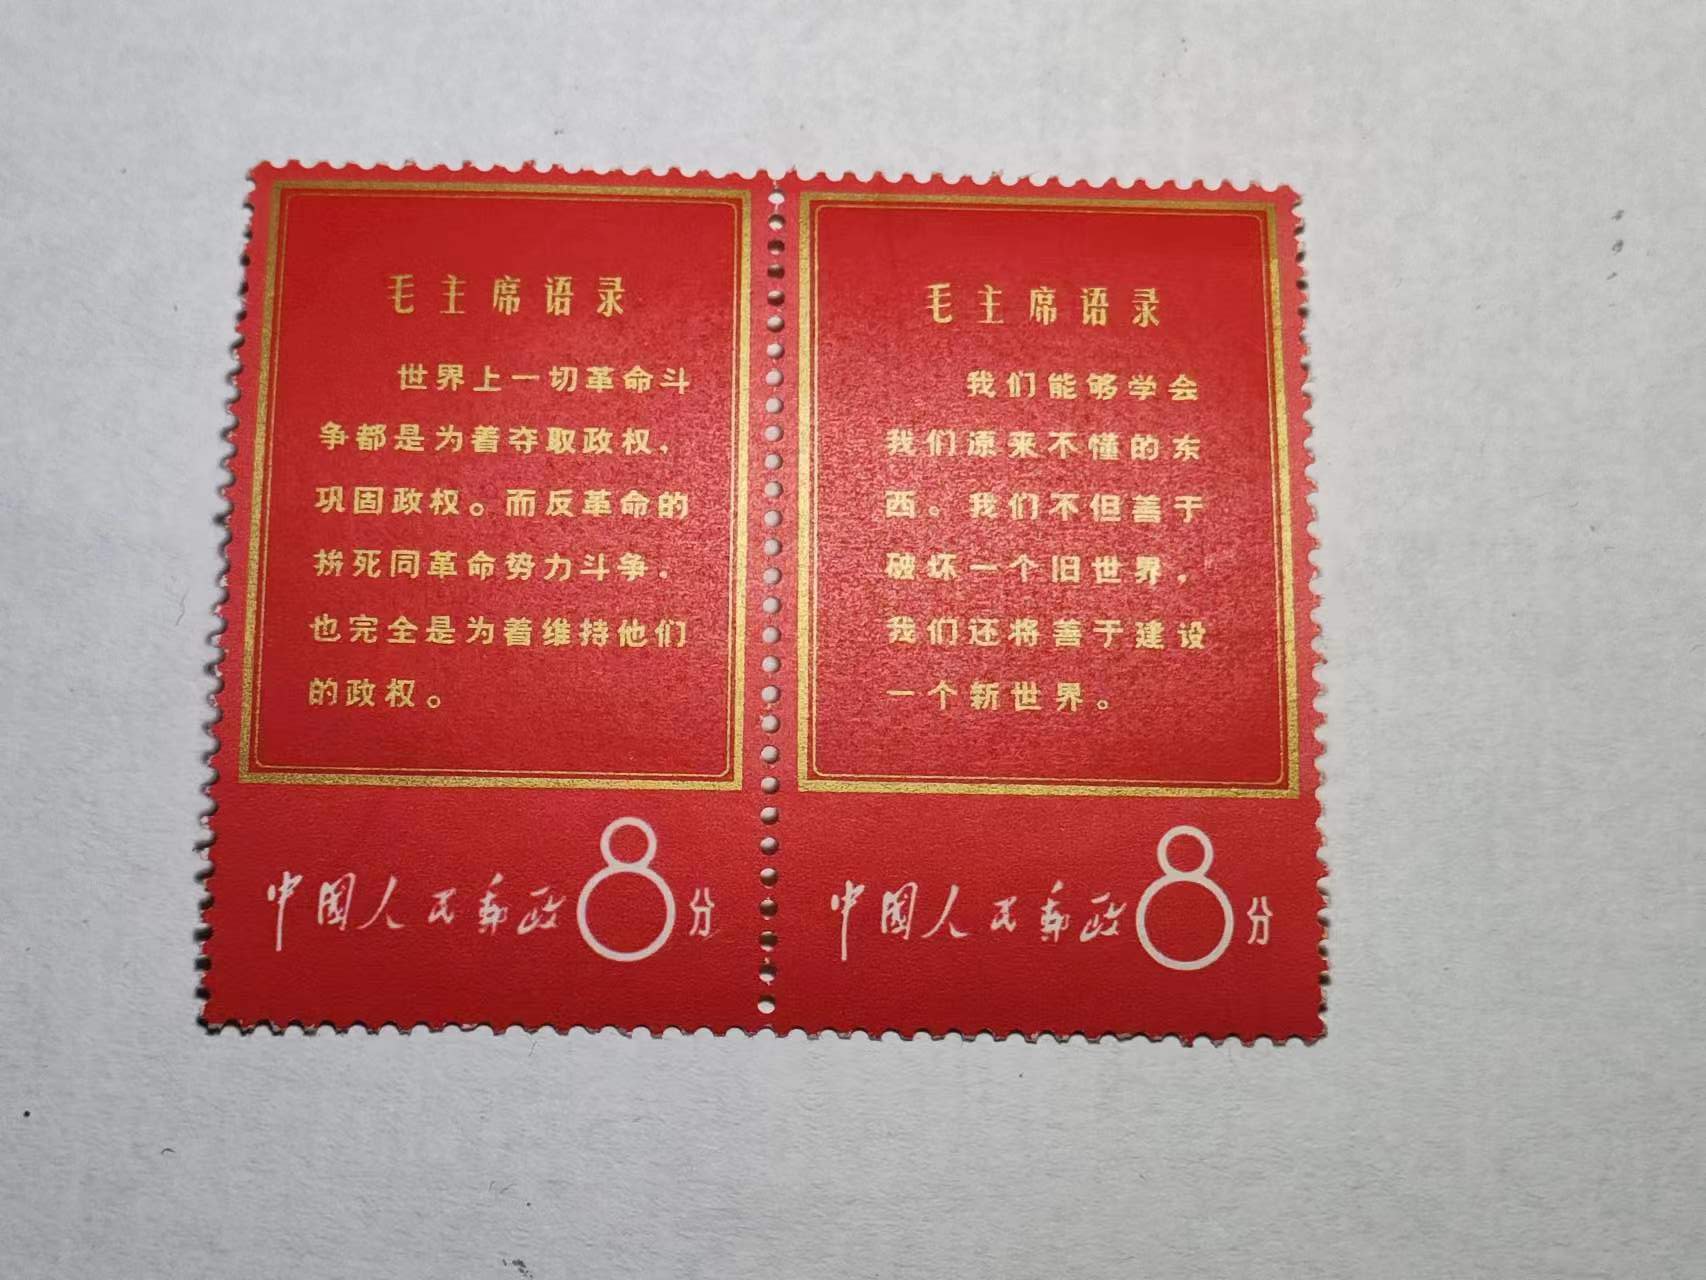 毛主席语录
世界上一切革命斗
争都是为着夺取政权，
巩固政权。而反革命的
拚死同革命势力斗争，
也完全是为着维持他们
的政权。
中国人民邮政8分
毛主席语录
我们能够学会
我们原来不懂的东
西。我们不但善于
破坏一个旧世界，
我们还将善于建设
一个新世界。
中国人民邮政8分